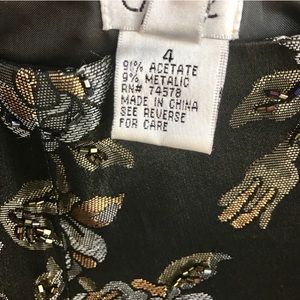 4
91% ACETATE
9% METALIC
RN# 74578
MADE IN CHINA
SEE REVERSE
FOR CARE